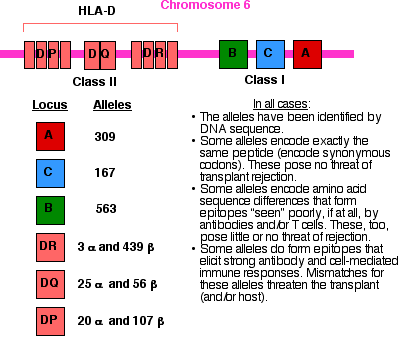 Chromosome 6
HLA-D
D P D Q D R B C A
Class II Class I
Locus Alleles
A 309
C 167
B 563
DR 3 α and 439 β
DQ 25 α and 56 β
DP 20 α and 107 β
In all cases:
• The alleles have been identified by
DNA sequence.
• Some alleles encode exactly the
same peptide (encode synonymous
codons). These pose no threat of
transplant rejection.
• Some alleles encode amino acid
sequence differences that form
epitopes "seen" poorly, if at all, by
antibodies and/or T cells. These, too,
pose little or no threat of rejection.
• Some alleles do form epitopes that
elicit strong antibody and cell-mediated
immune responses. Mismatches for
these alleles threaten the transplant
(and/or host).